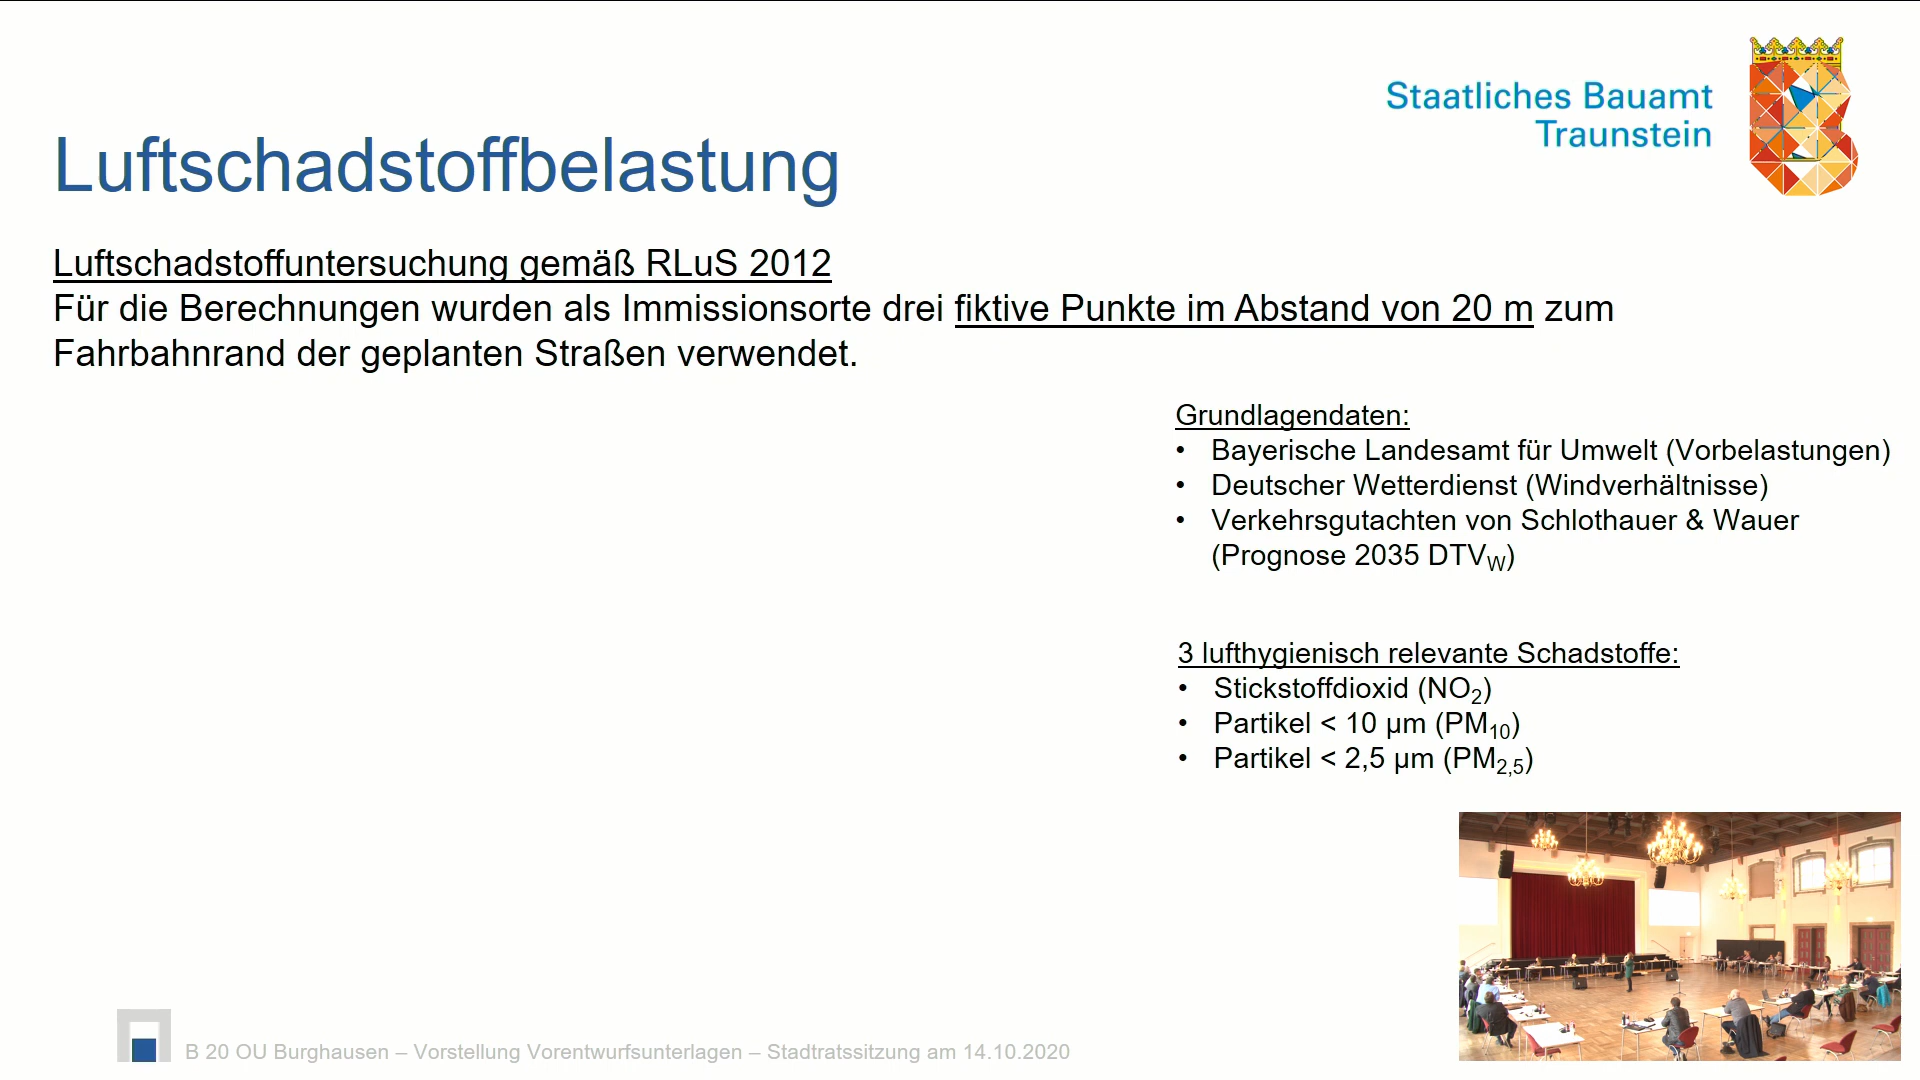 Staatliches Bauamt
Traunstein
Luftschadstoffbelastung
Luftschadstoffuntersuchung gemäß RLuS 2012
Für die Berechnungen wurden als Immissionsorte drei fiktive Punkte im Abstand von 20 m zum
Fahrbahnrand der geplanten Straßen verwendet.
Grundlagendaten:
• Bayerische Landesamt für Umwelt (Vorbelastungen)
• Deutscher Wetterdienst (Windverhältnisse)
• Verkehrsgutachten von Schlothauer & Wauer
(Prognose 2035 DTVW)
3 lufthygienisch relevante Schadstoffe:
• Stickstoffdioxid (NO2)
• Partikel < 10 µm (PM10)
• Partikel < 2,5 µm (PM2,5)
B 20 OU Burghausen – Vorstellung Vorentwurfsunterlagen – Stadtratssitzung am 14.10.2020